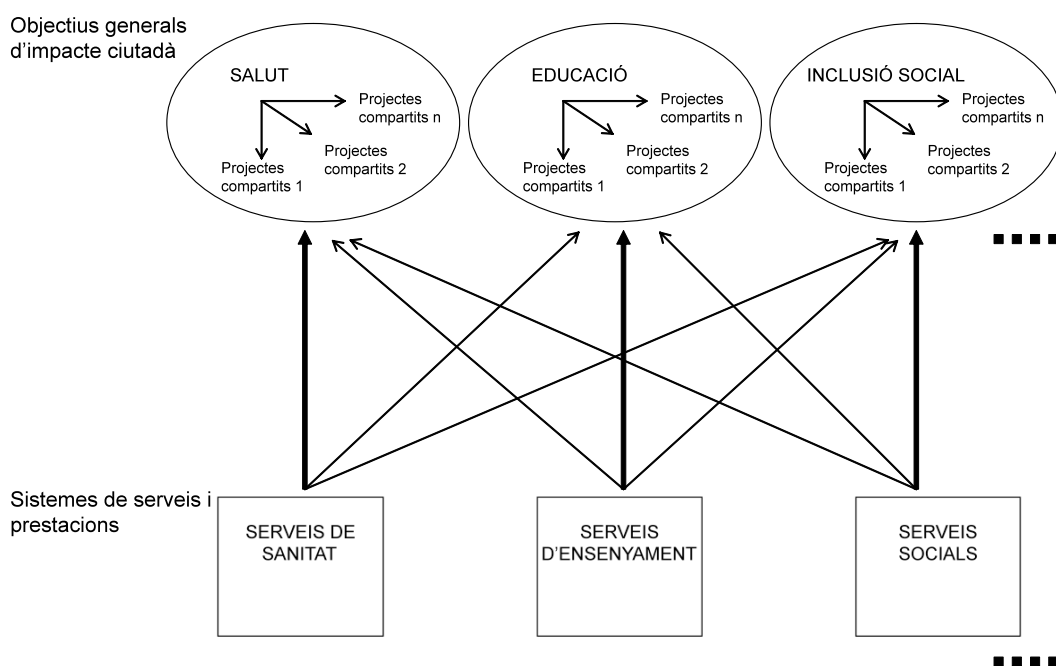 Objectius generals
d’impacte ciutadà
SALUT
Projectes
compartits n
Projectes
compartits 2
Projectes
compartits 1
EDUCACIÓ
Projectes
compartits n
Projectes
compartits 2
Projectes
compartits 1
INCLUSIÓ SOCIAL
Projectes
compartits n
Projectes
compartits 2
Projectes
compartits 1
Sistemes de serveis i
prestacions
SERVEIS DE
SANITAT
SERVEIS
D’ENSENYAMENT
SERVEIS
SOCIALS